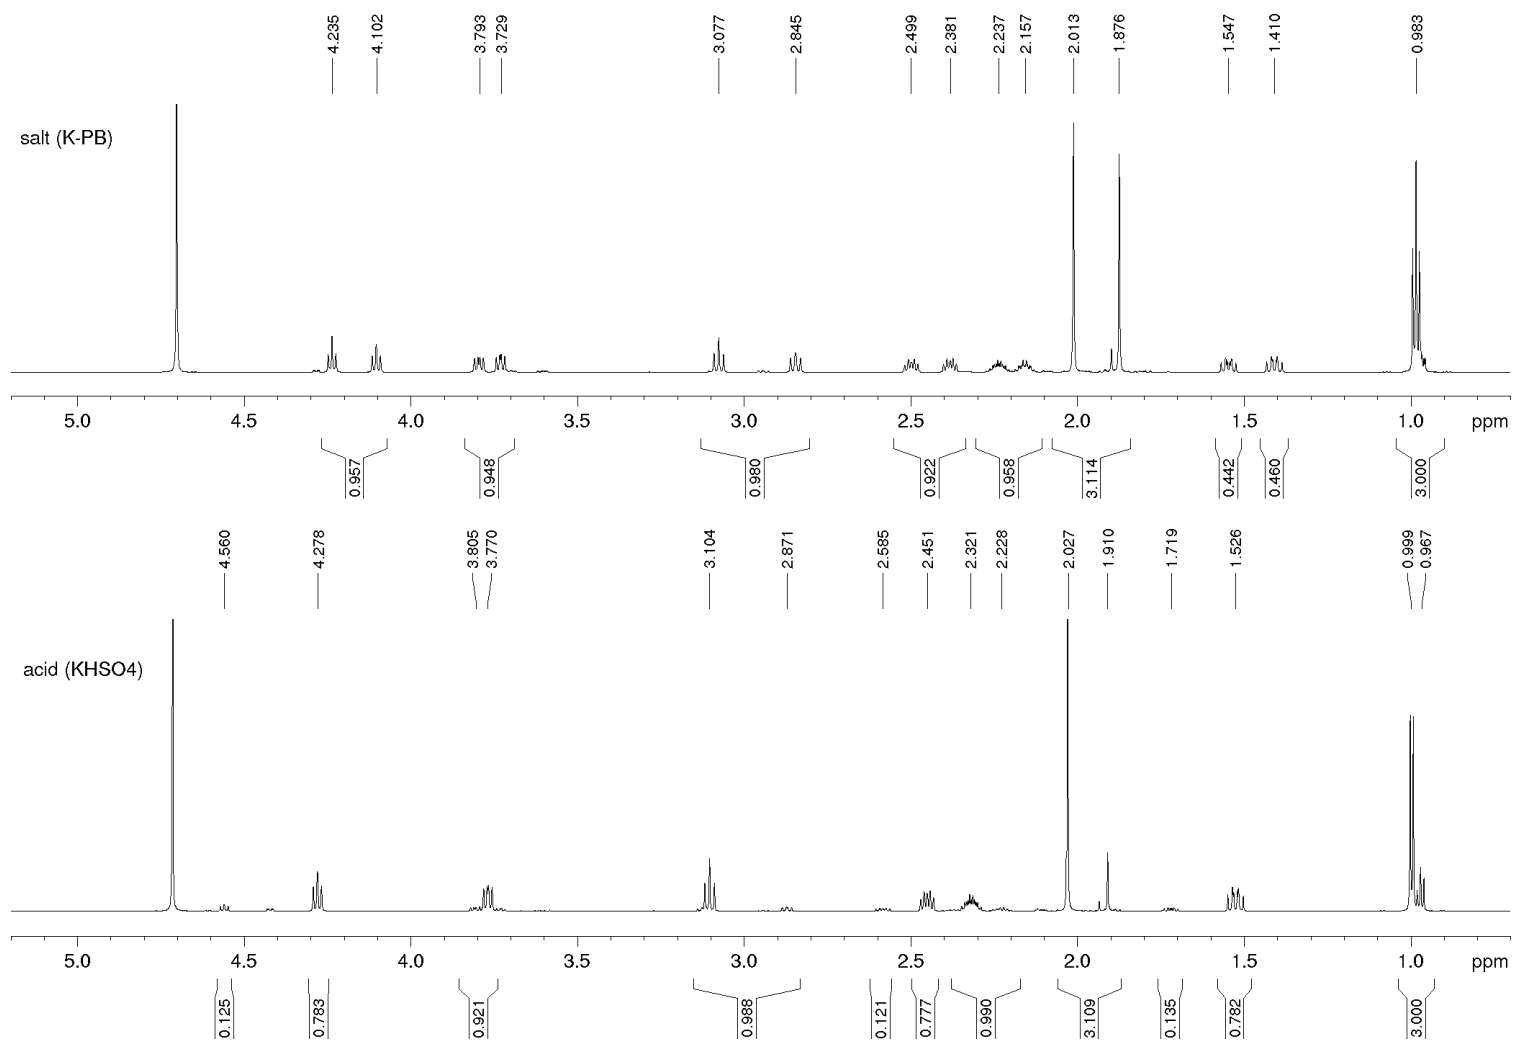 4.235 4.102 3.793 3.729 3.077 2.845 2.499 2.381 2.237 2.157 2.013 1.876 1.547 1.410 0.983
salt (K-PB)
5.0 4.5 4.0 3.5 3.0 2.5 2.0 1.5 1.0 ppm
0.957 0.948 0.980 0.922 0.958 3.114 0.442 0.460 3.000
4.560 4.278 3.805 3.770 3.104 2.871 2.585 2.451 2.321 2.228 2.027 1.910 1.719 1.526 0.999 0.967
acid (KHSO4)
5.0 4.5 4.0 3.5 3.0 2.5 2.0 1.5 1.0 ppm
0.125 0.783 0.921 0.988 0.121 0.777 0.990 3.109 0.135 0.782 3.000